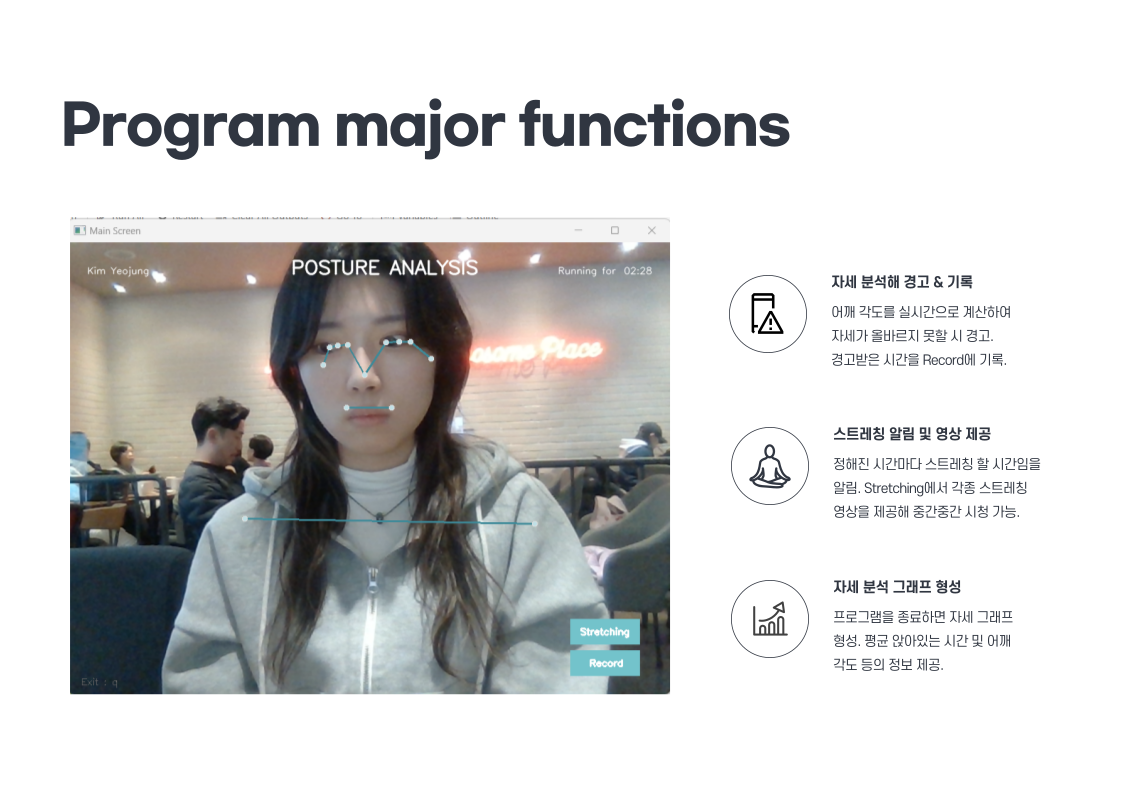 Program major functions
Main Screen
Kim Yeojung
POSTURE ANALYSIS
Running for 02:28
osome Place
Stretching
Record
Exit : q
자세 분석해 경고 & 기록
어깨 각도를 실시간으로 계산하여
자세가 올바르지 못할 시 경고.
경고받은 시간을 Record에 기록.
스트레칭 알림 및 영상 제공
정해진 시간마다 스트레칭 할 시간임을
알림. Stretching에서 각종 스트레칭
영상을 제공해 중간중간 시청 가능.
자세 분석 그래프 형성
프로그램을 종료하면 자세 그래프
형성. 평균 앉아있는 시간 및 어깨
각도 등의 정보 제공.